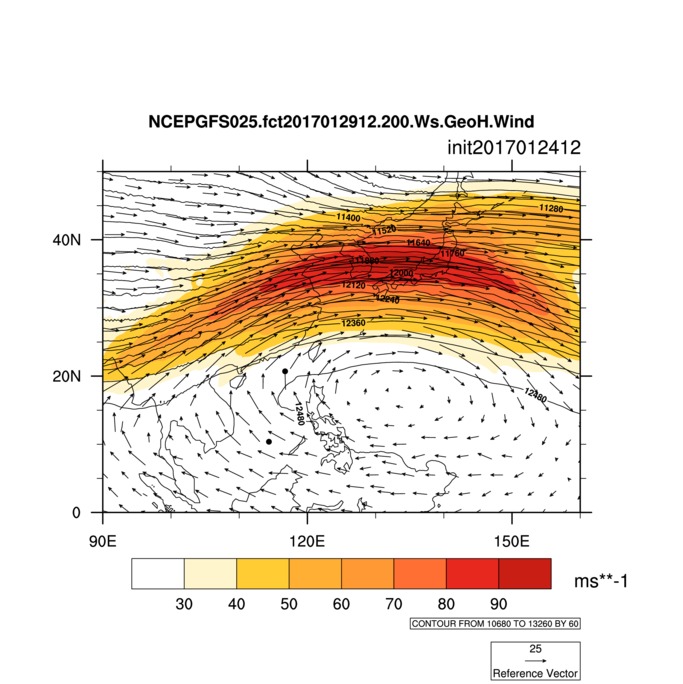 NCEPGFS025.fct2017012912.200.Ws.GeoH.Wind
init2017012412
11400
11280
11520
11640
11760
11880
12000
12120
12240
12360
12480
12480
40N
20N
0
90E 120E 150E
30 40 50 60 70 80 90
ms**-1
CONTOUR FROM 10680 TO 13260 BY 60
25
Reference Vector